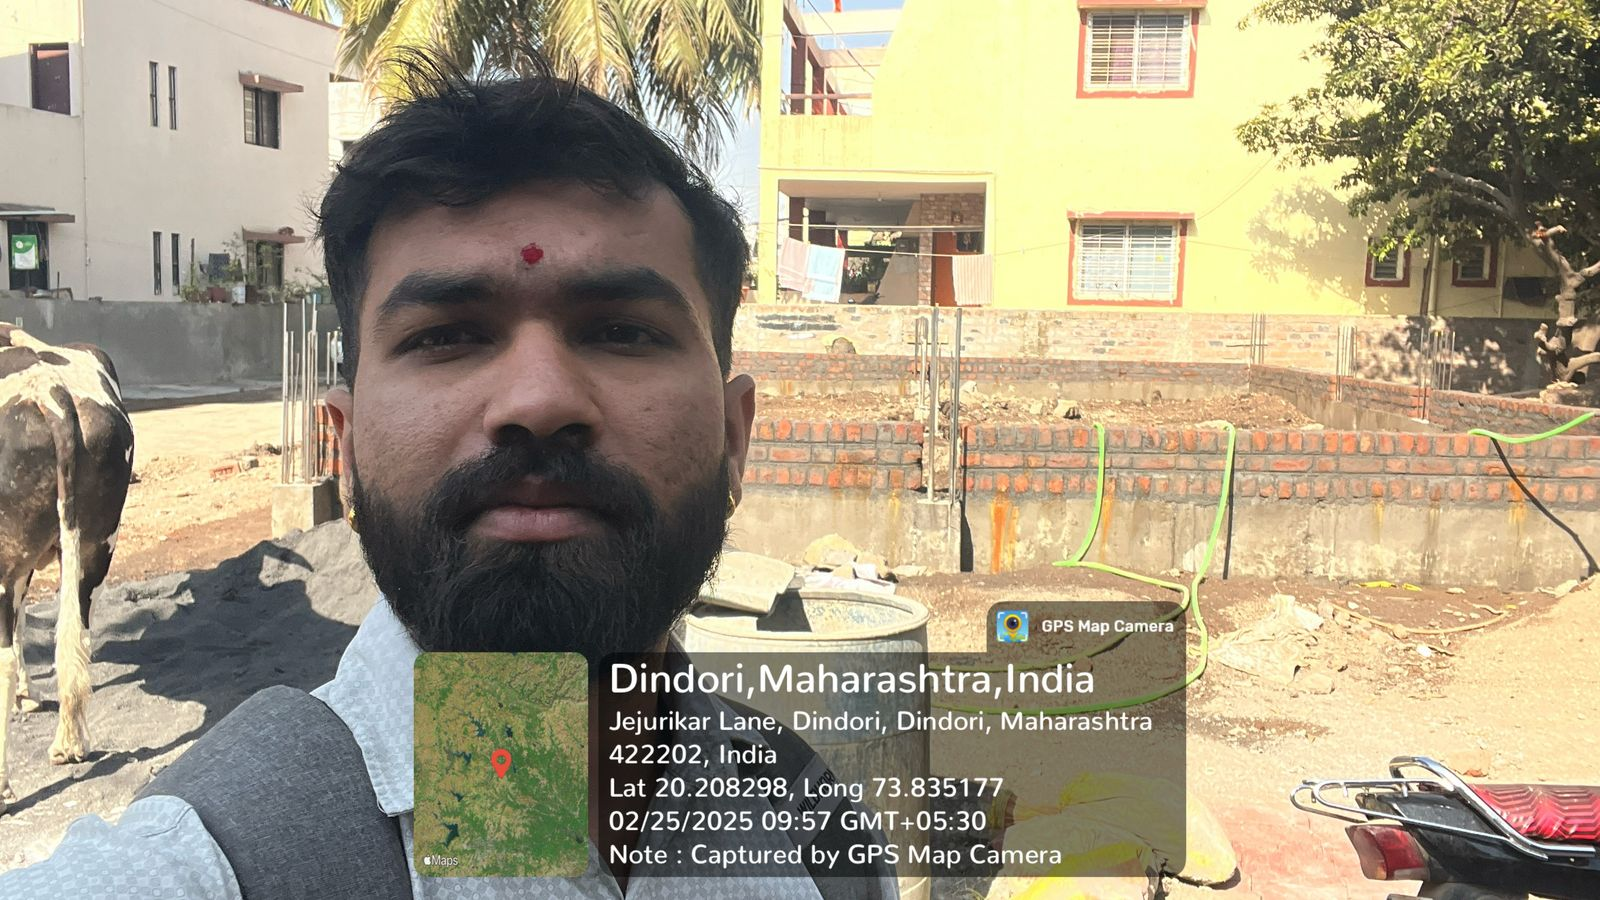 GPS Map Camera
Dindori,Maharashtra,India
Jejurikar Lane, Dindori, Dindori, Maharashtra
422202, India
Lat 20.208298, Long 73.835177
02/25/2025 09:57 GMT+05:30
Note : Captured by GPS Map Camera
Maps